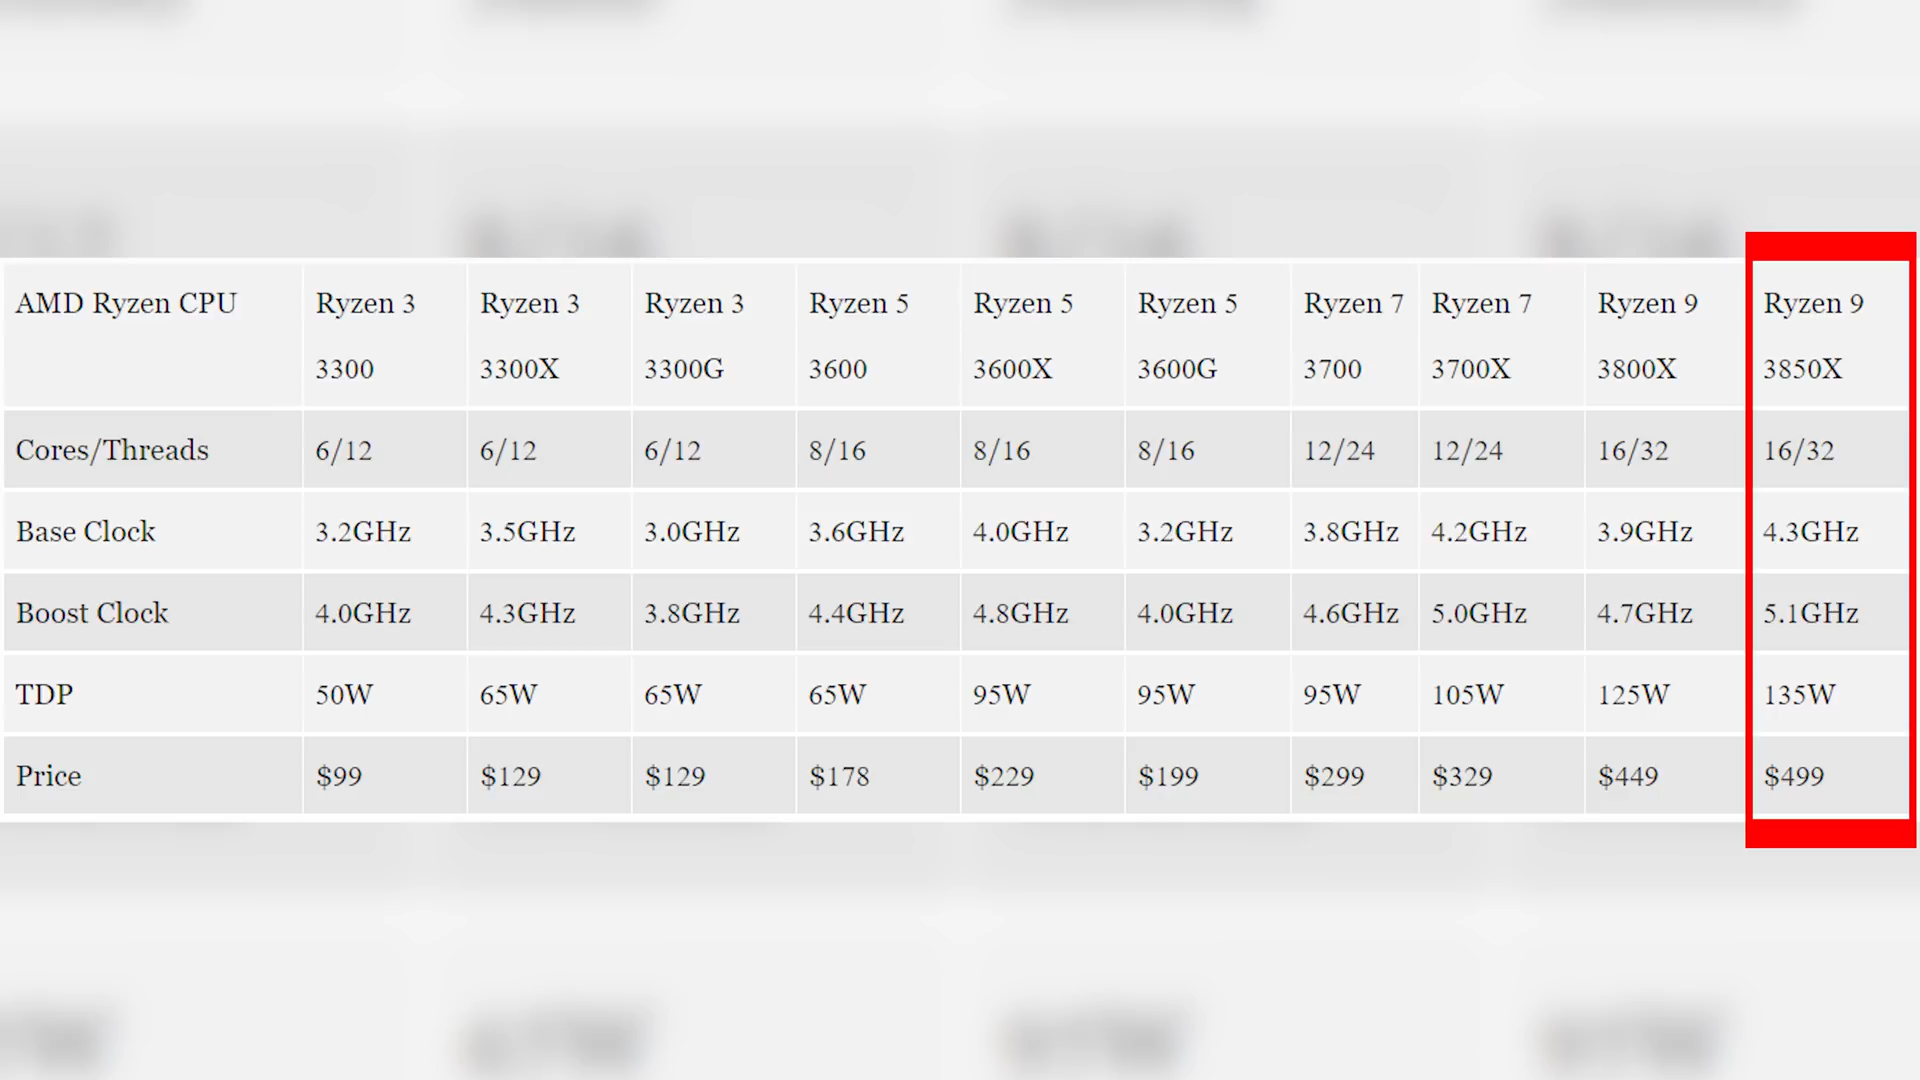 AMD Ryzen CPU Ryzen 3 Ryzen 3 Ryzen 3 Ryzen 5 Ryzen 5 Ryzen 5 Ryzen 7 Ryzen 7 Ryzen 9 Ryzen 9
3300 3300X 3300G 3600 3600X 3600G 3700 3700X 3800X 3850X
Cores/Threads 6/12 6/12 6/12 8/16 8/16 8/16 12/24 12/24 16/32 16/32
Base Clock 3.2GHz 3.5GHz 3.0GHz 3.6GHz 4.0GHz 3.2GHz 3.8GHz 4.2GHz 3.9GHz 4.3GHz
Boost Clock 4.0GHz 4.3GHz 3.8GHz 4.4GHz 4.8GHz 4.0GHz 4.6GHz 5.0GHz 4.7GHz 5.1GHz
TDP 50W 65W 65W 65W 95W 95W 95W 105W 125W 135W
Price $99 $129 $129 $178 $229 $199 $299 $329 $449 $499